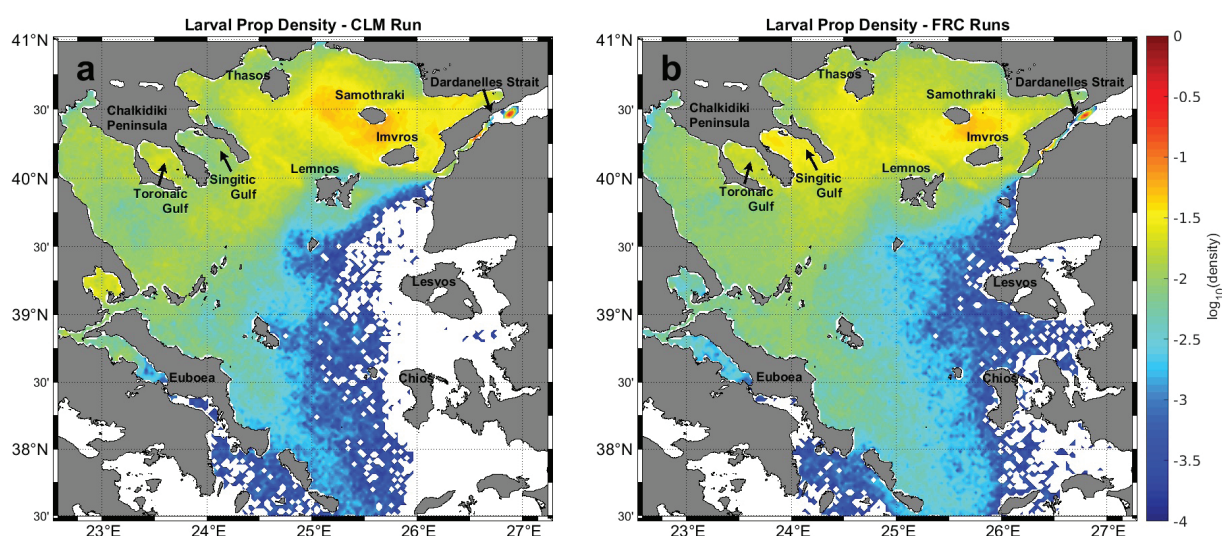 Larval Prop Density - CLM Run
Larval Prop Density - FRC Runs
41°N
30'
40°N
30'
39°N
30'
38°N
30'
23°E
24°E
25°E
26°E
27°E
a
Thasos
Dardanelles Strait
Samothraki
Chalkidiki
Peninsula
Imvros
Lemnos
Singitic
Gulf
Toronaic
Gulf
Lesvos
Euboea
Chios
41°N
30'
40°N
30'
39°N
30'
38°N
30'
23°E
24°E
25°E
26°E
27°E
b
Thasos
Dardanelles Strait
Samothraki
Chalkidiki
Peninsula
Imvros
Lemnos
Singitic
Gulf
Toronaic
Gulf
Lesvos
Euboea
Chios
0
-0.5
-1
-1.5
-2
-2.5
-3
-3.5
-4
log10(density)